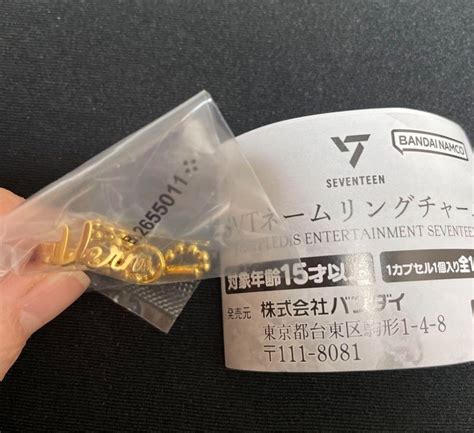 B2655011
BANDAI NAMCO
SEVENTEEN
VTネームリングチャー
PLEDIS ENTERTAINMENT SEVENTEE
対象年齢15才以
1カプセル1個入り全1
発売元 株式会社バンダイ
東京都台東区駒形1-4-8
〒111-8081